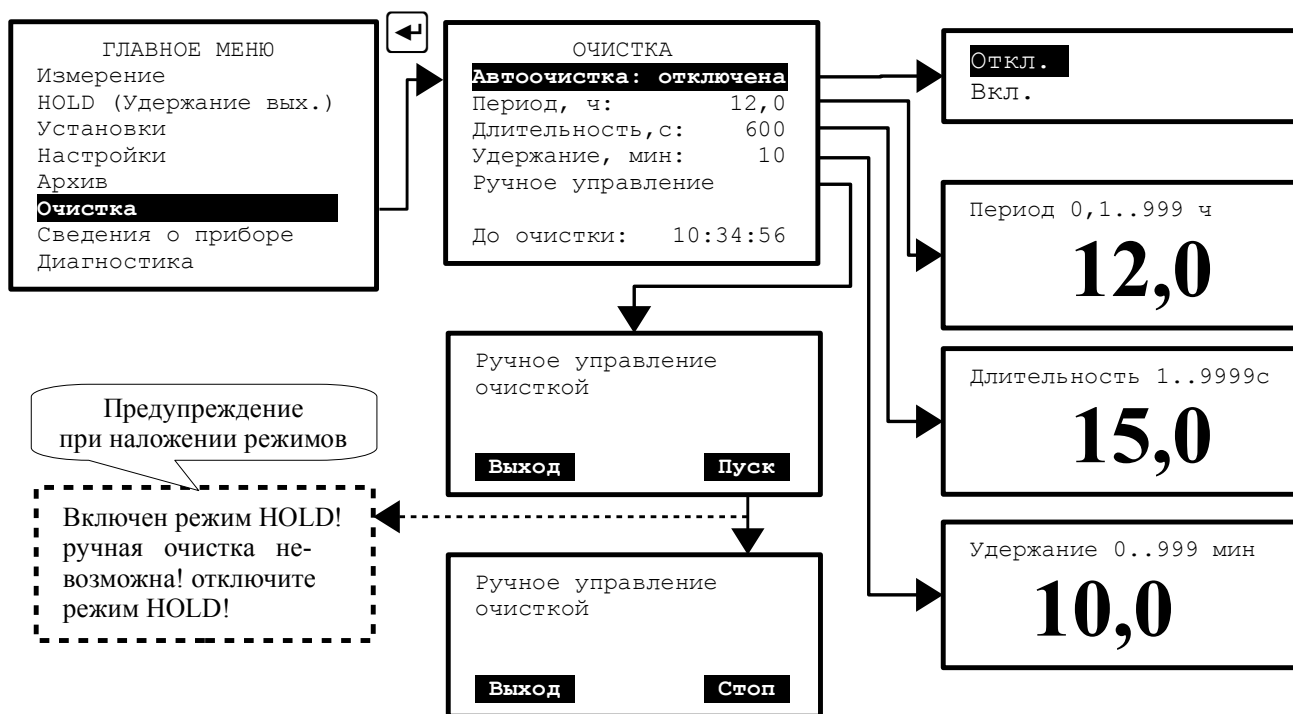 ГЛАВНОЕ МЕНЮ
Измерение
HOLD (Удержание вых.)
Установки
Настройки
Архив
Очистка
Сведения о приборе
Диагностика
ОЧИСТКА
Автоочистка: отключена
Период, ч: 12,0
Длительность,с: 600
Удержание, мин: 10
Ручное управление
До очистки: 10:34:56
Откл.
Вкл.
Период 0,1..999 ч
12,0
Длительность 1..9999с
15,0
Удержание 0..999 мин
10,0
Ручное управление
очисткой
Выход Пуск
Предупреждение
при наложении режимов
Включен режим HOLD!
ручная очистка не-
возможна! отключите
режим HOLD!
Ручное управление
очисткой
Выход Стоп